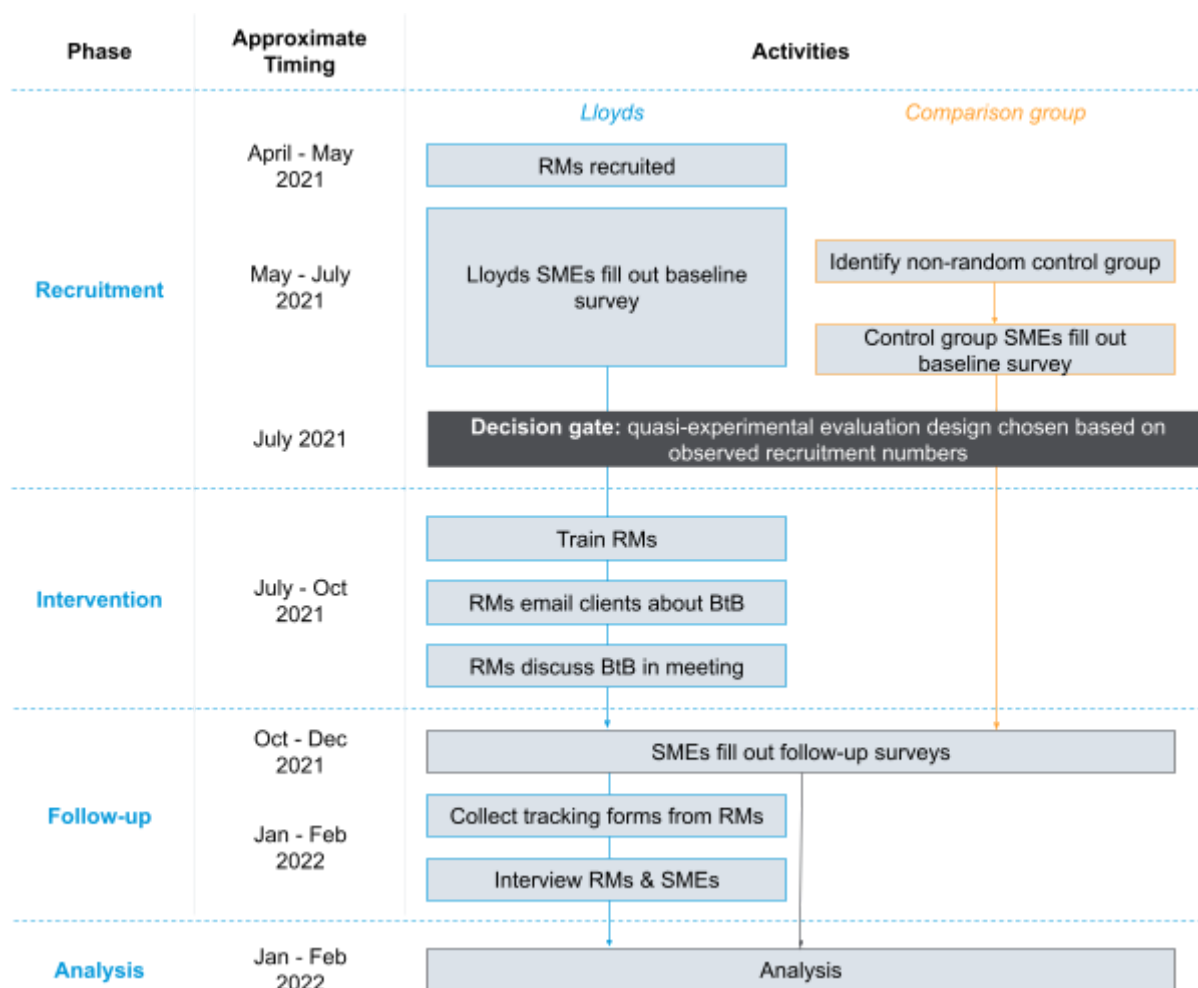 Phase
Approximate
Timing
Activities
Lloyds
Comparison group
April - May
2021
RMs recruited
Recruitment
May - July
2021
Lloyds SMEs fill out baseline
survey
Identify non-random control group
Control group SMEs fill out
baseline survey
July 2021
Decision gate: quasi-experimental evaluation design chosen based on
observed recruitment numbers
Intervention
July - Oct
2021
Train RMs
RMs email clients about BtB
RMs discuss BtB in meeting
Follow-up
Oct - Dec
2021
SMEs fill out follow-up surveys
Jan - Feb
2022
Collect tracking forms from RMs
Interview RMs & SMEs
Analysis
Jan - Feb
2022
Analysis